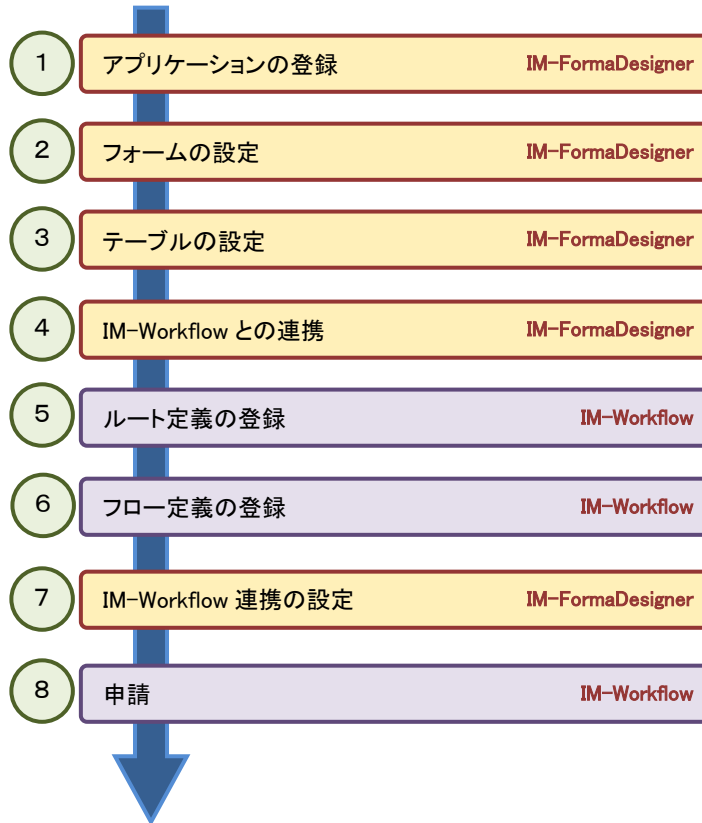 1 アプリケーションの登録 IM-FormaDesigner
2 フォームの設定 IM-FormaDesigner
3 テーブルの設定 IM-FormaDesigner
4 IM-Workflow との連携 IM-FormaDesigner
5 ルート定義の登録 IM-Workflow
6 フロー定義の登録 IM-Workflow
7 IM-Workflow 連携の設定 IM-FormaDesigner
8 申請 IM-Workflow